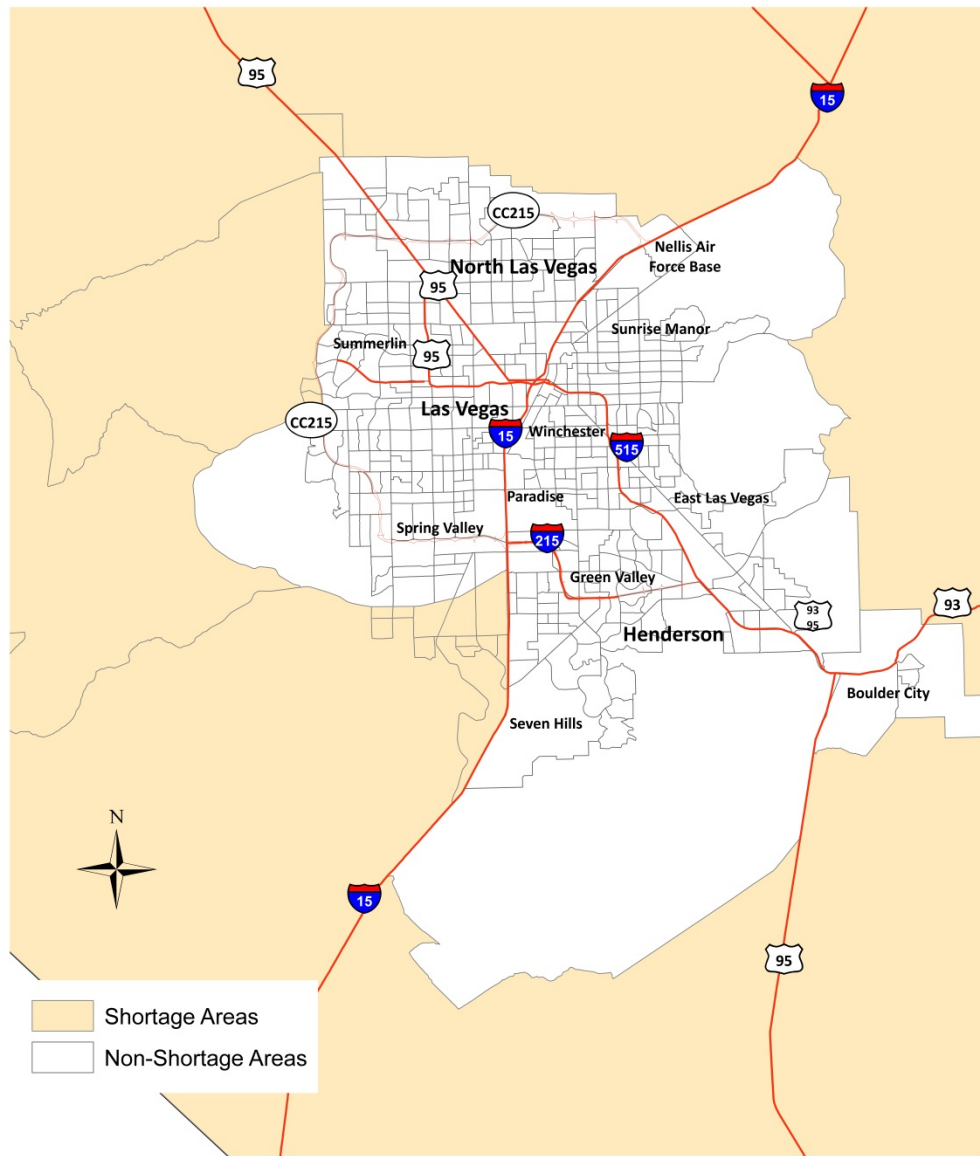 95
15
CC215
Nellis Air
Force Base
North Las Vegas
95
Sunrise Manor
Summerlin
95
Las Vegas
CC215
15
Winchester
515
Paradise
East Las Vegas
Spring Valley
215
Green Valley
93
95
93
Henderson
Boulder City
Seven Hills
N
15
95
Shortage Areas
Non-Shortage Areas